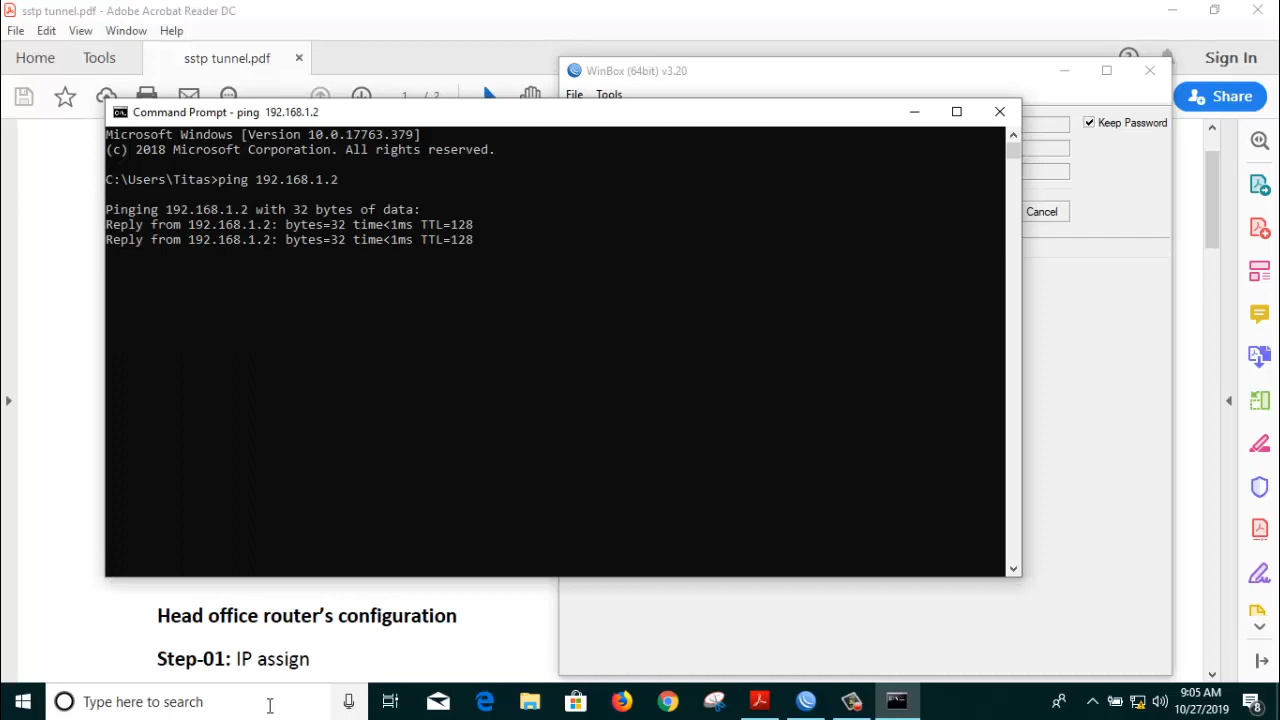 sstp tunnel.pdf - Adobe Acrobat Reader DC
File Edit View Window Help
Home Tools sstp tunnel.pdf × Sign In
WinBox (64bit) v3.20
File Tools
Share
Keep Password
Cancel
Command Prompt - ping 192.168.1.2
Microsoft Windows [Version 10.0.17763.379]
(c) 2018 Microsoft Corporation. All rights reserved.
C:\Users\Titas>ping 192.168.1.2
Pinging 192.168.1.2 with 32 bytes of data:
Reply from 192.168.1.2: bytes=32 time<1ms TTL=128
Reply from 192.168.1.2: bytes=32 time<1ms TTL=128
Head office router’s configuration
Step-01: IP assign
Type here to search
9:05 AM
10/27/2019
8